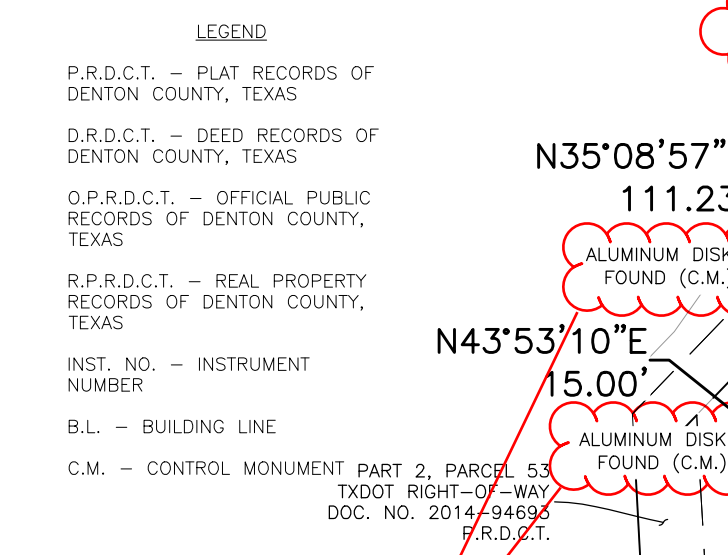 LEGEND
P.R.D.C.T. – PLAT RECORDS OF
DENTON COUNTY, TEXAS
D.R.D.C.T. – DEED RECORDS OF
DENTON COUNTY, TEXAS
O.P.R.D.C.T. – OFFICIAL PUBLIC
RECORDS OF DENTON COUNTY,
TEXAS
R.P.R.D.C.T. – REAL PROPERTY
RECORDS OF DENTON COUNTY,
TEXAS
INST. NO. – INSTRUMENT
NUMBER
B.L. – BUILDING LINE
C.M. – CONTROL MONUMENT
N35°08'57"
111.23
ALUMINUM DISK
FOUND (C.M.)
N43°53'10"E
15.00'
ALUMINUM DISK
FOUND (C.M.)
PART 2, PARCEL 53
TXDOT RIGHT–OF–WAY
DOC. NO. 2014–94693
P.R.D.C.T.